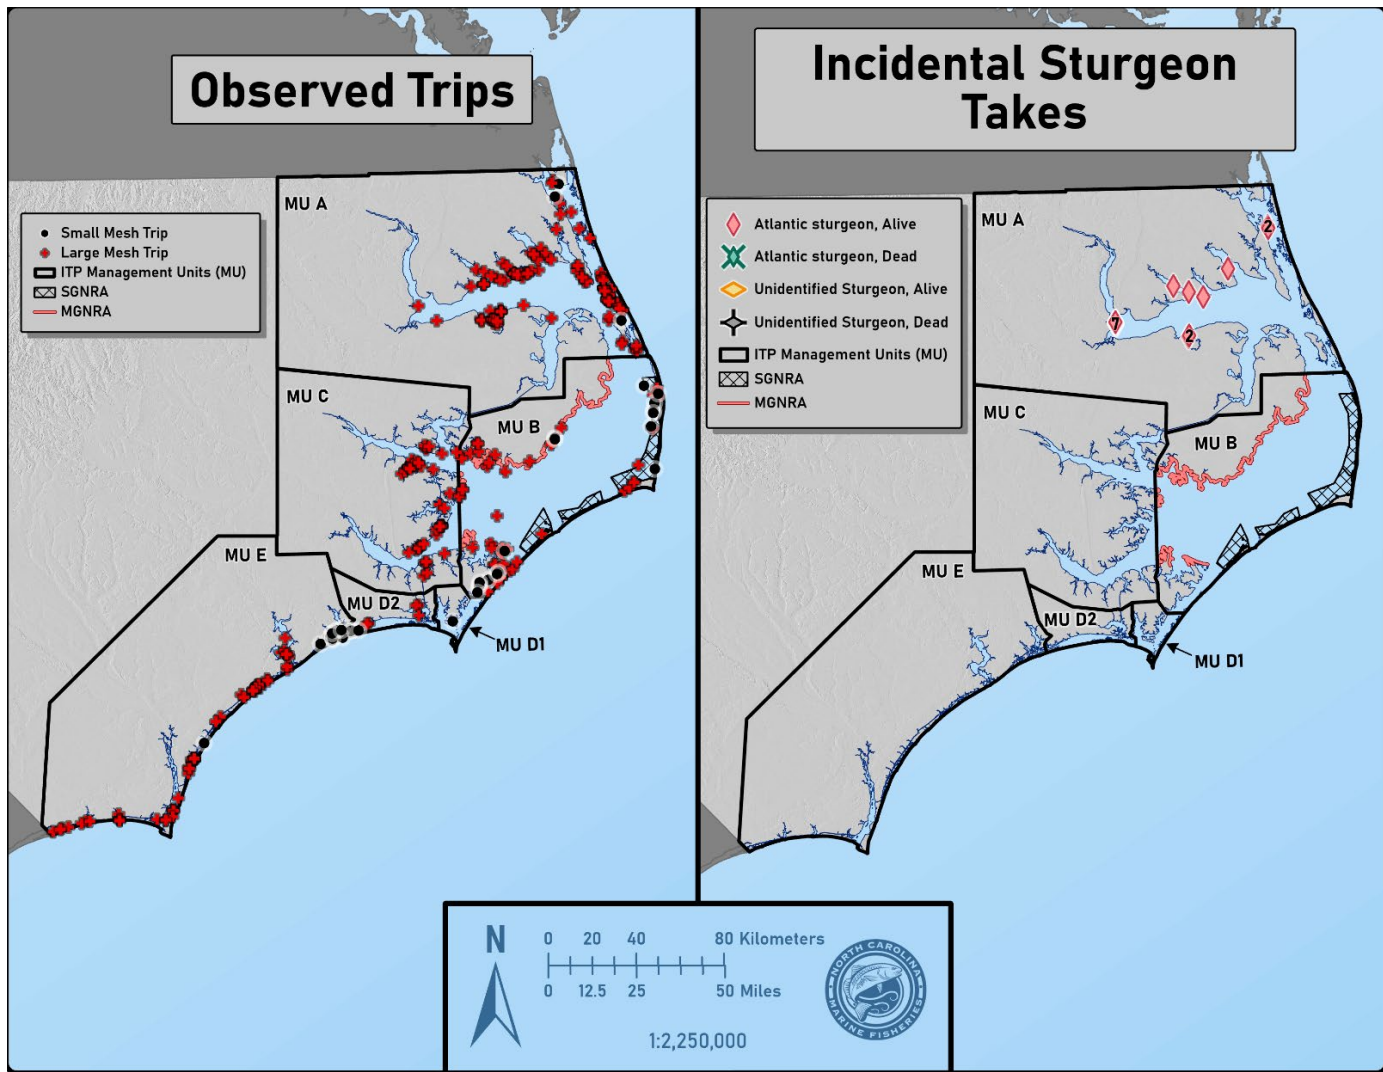 Observed Trips
Small Mesh Trip
Large Mesh Trip
ITP Management Units (MU)
SGNRA
MGNRA
MU A
MU C
MU B
MU E
MU D2
MU D1
Incidental Sturgeon
Takes
Atlantic sturgeon, Alive
Atlantic sturgeon, Dead
Unidentified Sturgeon, Alive
Unidentified Sturgeon, Dead
ITP Management Units (MU)
SGNRA
MGNRA
MU A
2
7
2
MU C
MU B
MU E
MU D2
MU D1
N
0 20 40 80 Kilometers
0 12.5 25 50 Miles
1:2,250,000
NORTH CAROLINA
MARINE FISHERIES